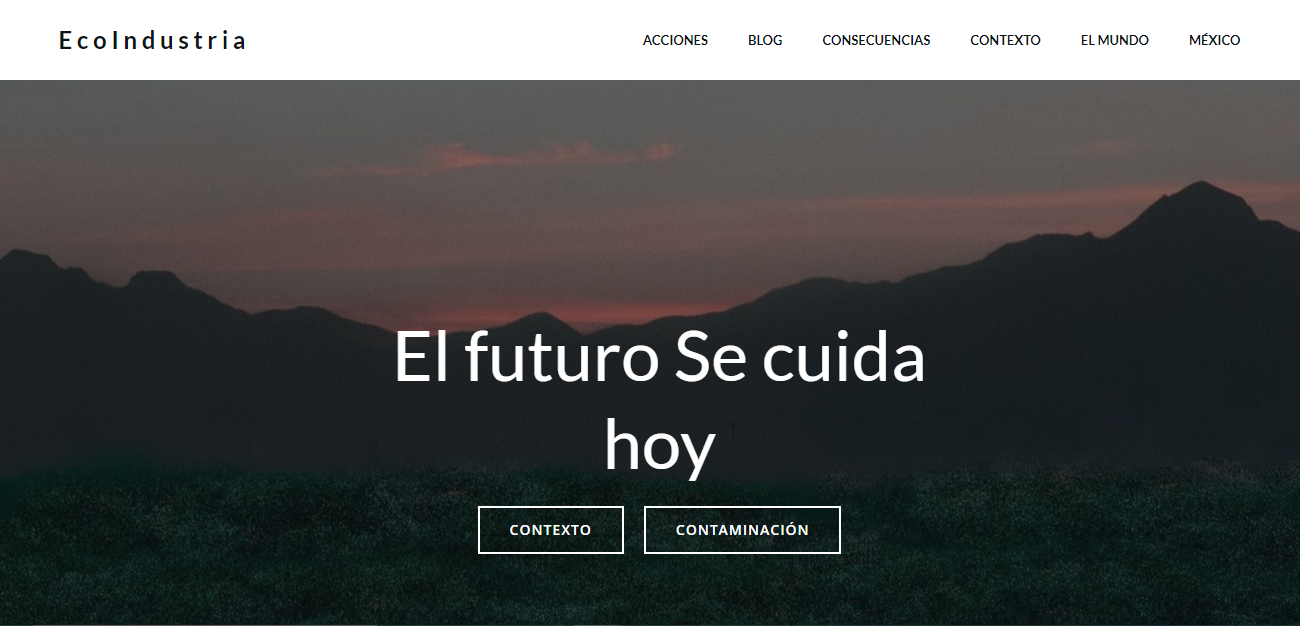 EcoIndustria
ACCIONES BLOG CONSECUENCIAS CONTEXTO EL MUNDO MÉXICO
El futuro Se cuida
hoy
CONTEXTO CONTAMINACIÓN